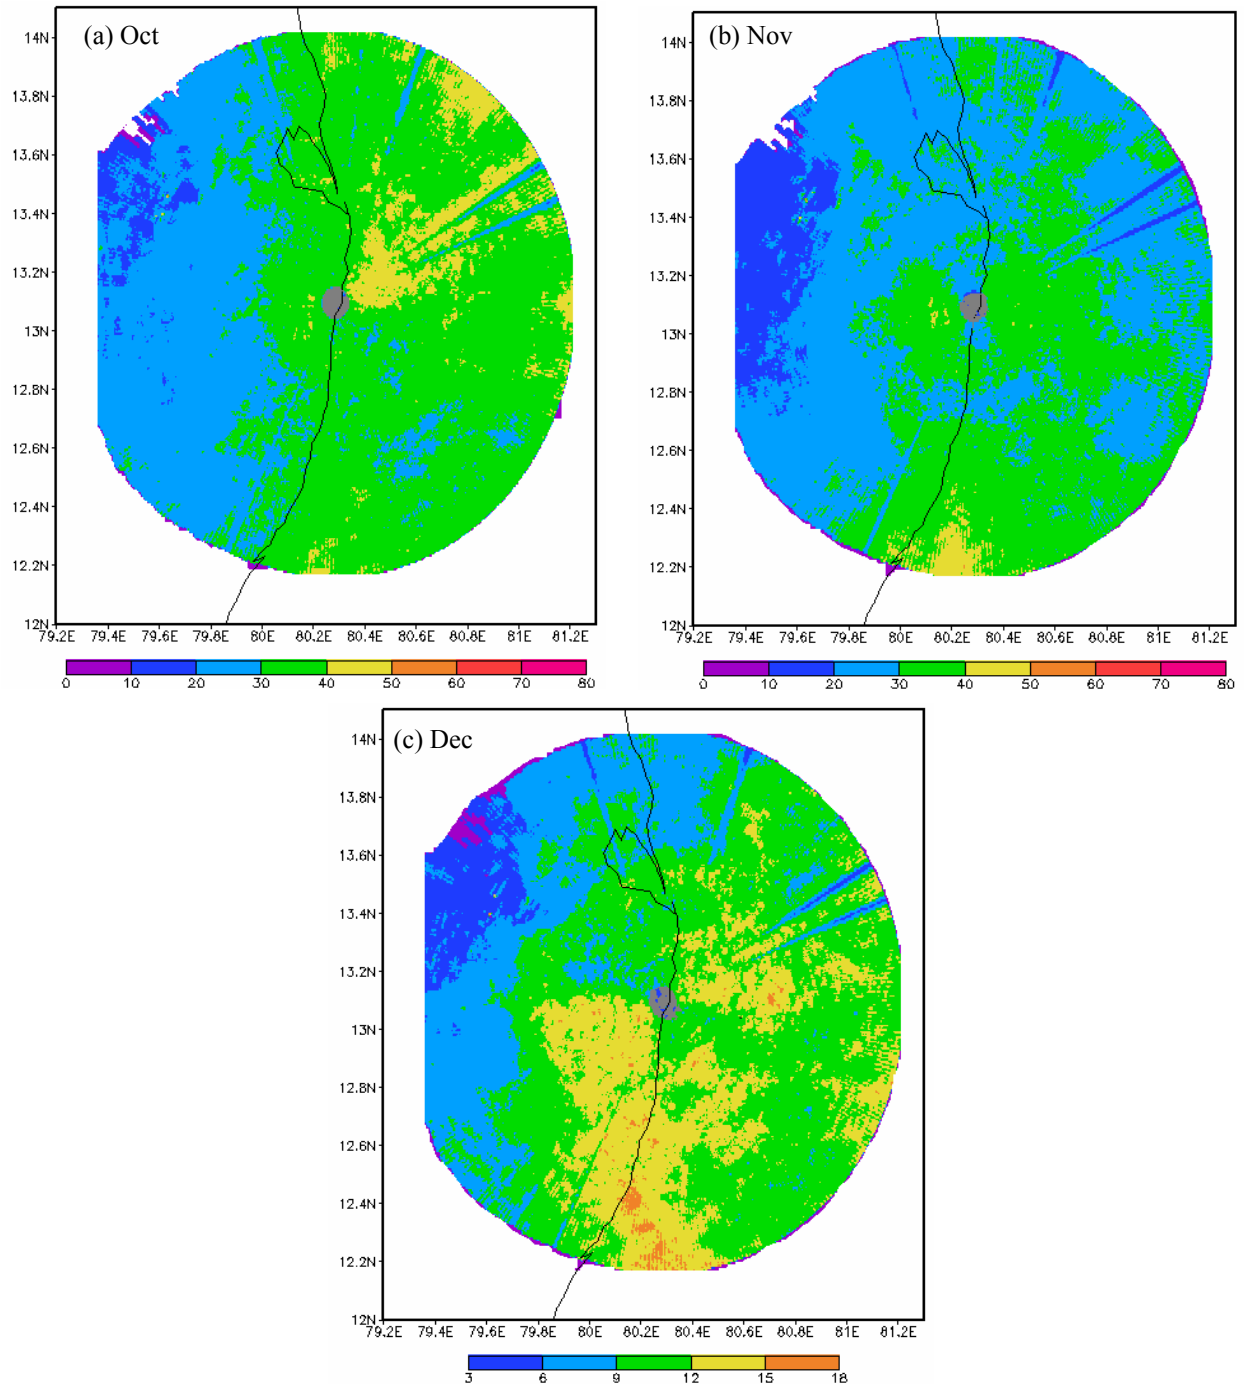 (a) Oct
14N
13.8N
13.6N
13.4N
13.2N
13N
12.8N
12.6N
12.4N
12.2N
12N
79.2E 79.4E 79.6E 79.8E 80E 80.2E 80.4E 80.6E 80.8E 81E 81.2E
0 10 20 30 40 50 60 70 80
(b) Nov
14N
13.8N
13.6N
13.4N
13.2N
13N
12.8N
12.6N
12.4N
12.2N
12N
79.2E 79.4E 79.6E 79.8E 80E 80.2E 80.4E 80.6E 80.8E 81E 81.2E
0 10 20 30 40 50 60 70 80
(c) Dec
14N
13.8N
13.6N
13.4N
13.2N
13N
12.8N
12.6N
12.4N
12.2N
12N
79.2E 79.4E 79.6E 79.8E 80E 80.2E 80.4E 80.6E 80.8E 81E 81.2E
3 6 9 12 15 18